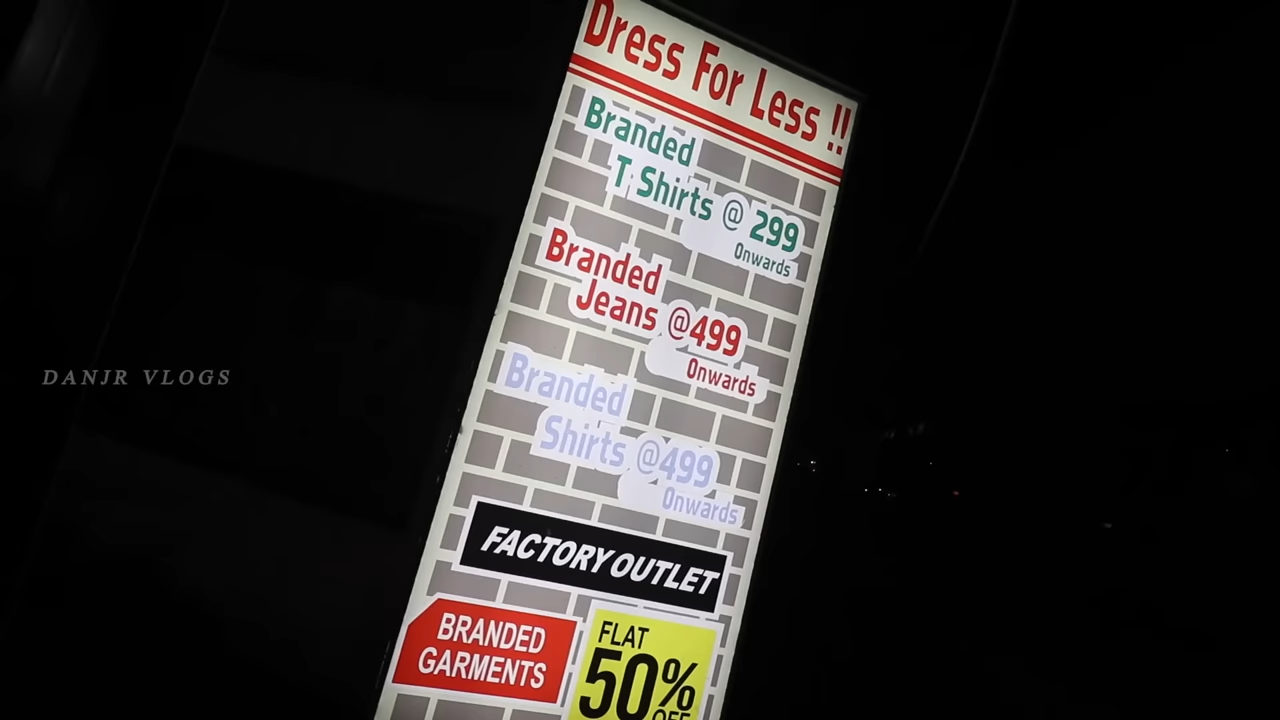 Dress For Less !!
Branded
T Shirts @ 299
Onwards
Branded
Jeans @499
Onwards
Branded
Shirts @499
Onwards
FACTORY OUTLET
BRANDED
GARMENTS
FLAT
50%
OFF
DANJR VLOGS